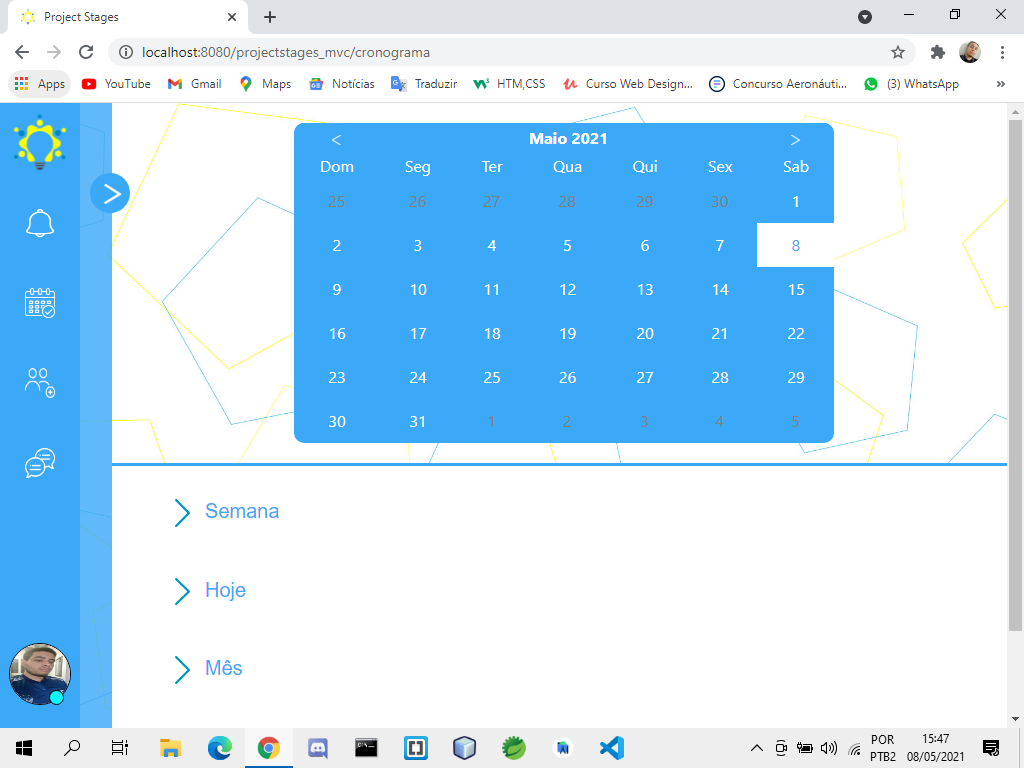 Project Stages
localhost:8080/projectstages_mvc/cronograma
Apps YouTube Gmail Maps Notícias Traduzir HTM,CSS Curso Web Design... Concurso Aeronáuti... (3) WhatsApp »
< Maio 2021 >
Dom Seg Ter Qua Qui Sex Sab
25 26 27 28 29 30 1
2 3 4 5 6 7 8
9 10 11 12 13 14 15
16 17 18 19 20 21 22
23 24 25 26 27 28 29
30 31 1 2 3 4 5
Semana
Hoje
Mês
POR 15:47
PTB2 08/05/2021